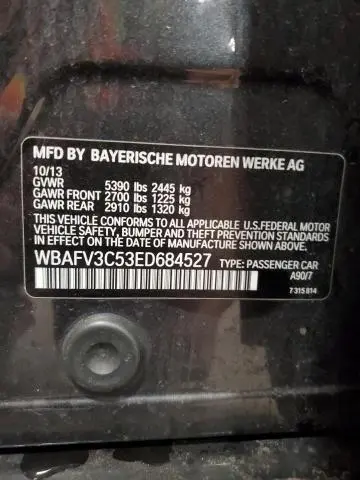 MFD BY BAYERISCHE MOTOREN WERKE AG
10/13
GVWR 5390 lbs 2445 kg
GAWR FRONT 2700 lbs 1225 kg
GAWR REAR 2910 lbs 1320 kg
THIS VEHICLE CONFORMS TO ALL APPLICABLE U.S.FEDERAL MOTOR
VEHICLE SAFETY, BUMPER AND THEFT PREVENTION STANDARDS
IN EFFECT ON THE DATE OF MANUFACTURE SHOWN ABOVE.
WBAFV3C53ED684527 TYPE: PASSENGER CAR
A90/7
7 315 814